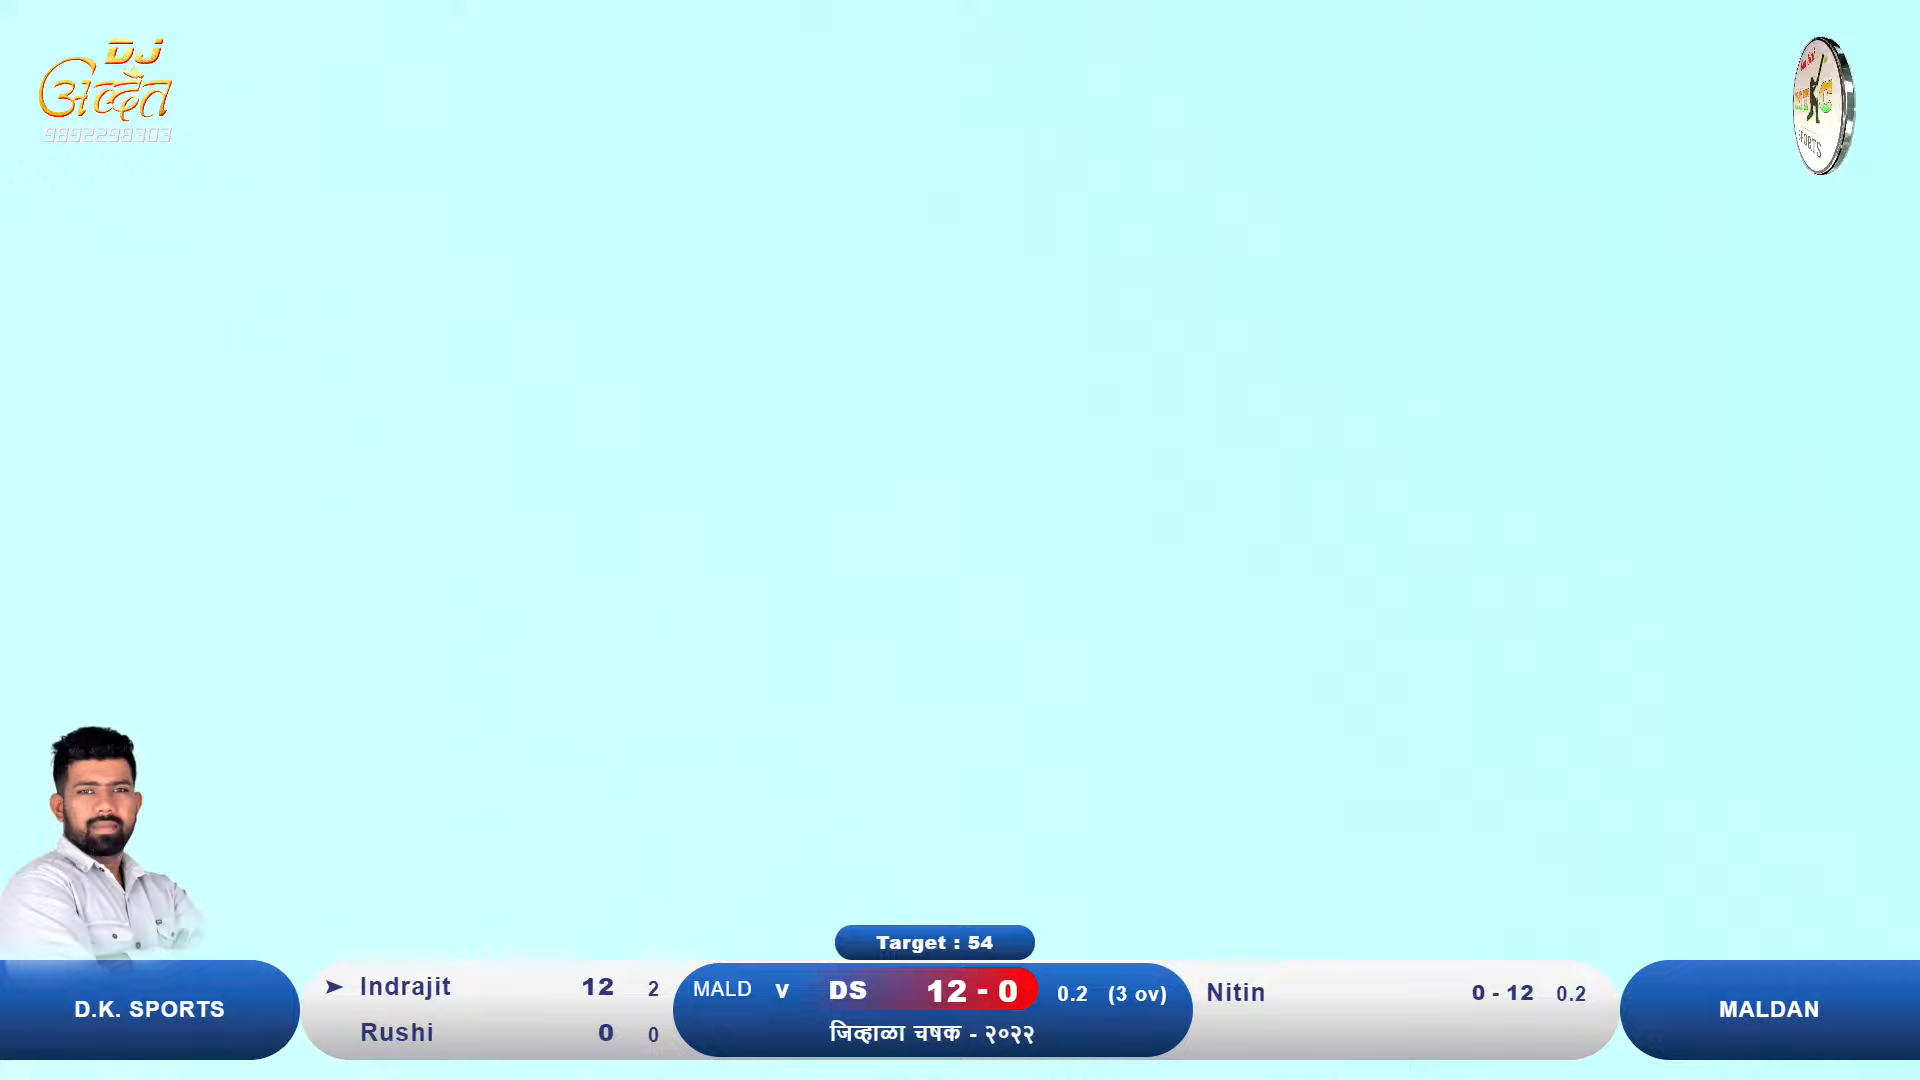 DJ
अद्वैत
9892298303
SPORTS
Target : 54
D.K. SPORTS
➤ Indrajit 12 2
Rushi 0 0
MALD v DS 12 - 0 0.2 (3 ov)
जिव्हाळा चषक - २०२२
Nitin 0 - 12 0.2
MALDAN